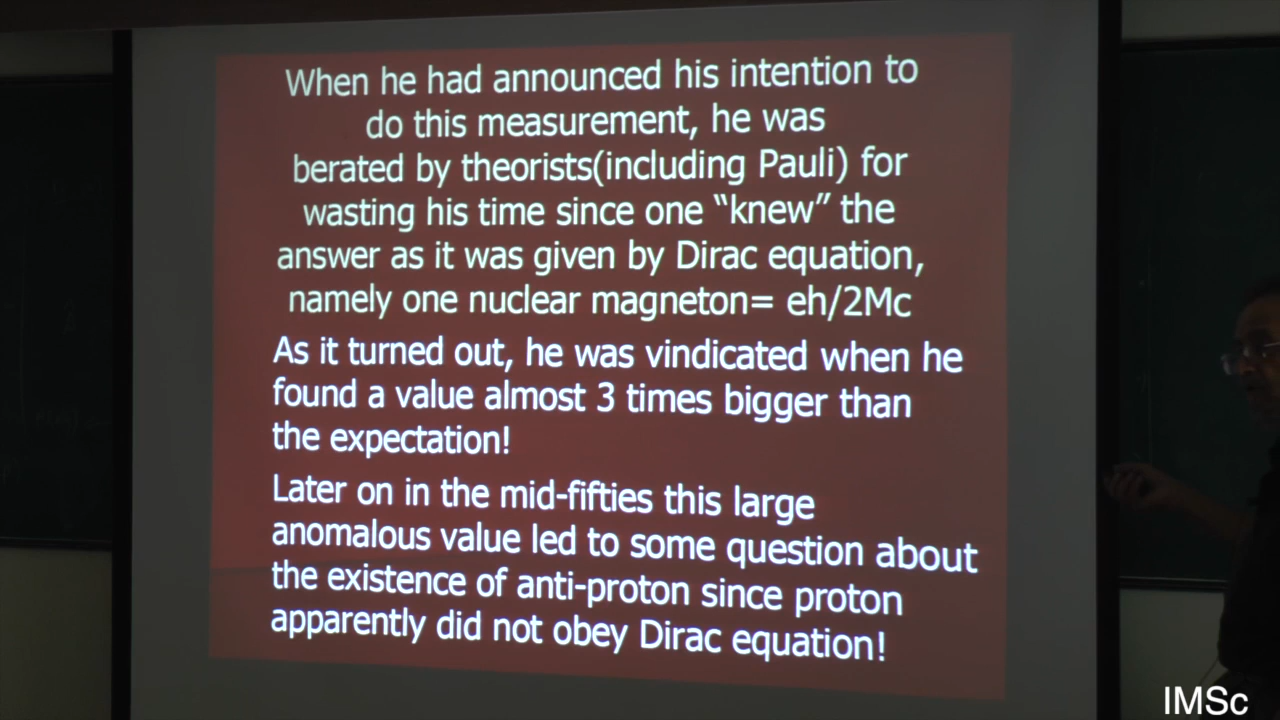 When he had announced his intention to
do this measurement, he was
berated by theorists(including Pauli) for
wasting his time since one “knew” the
answer as it was given by Dirac equation,
namely one nuclear magneton= eh/2Mc
As it turned out, he was vindicated when he
found a value almost 3 times bigger than
the expectation!
Later on in the mid-fifties this large
anomalous value led to some question about
the existence of anti-proton since proton
apparently did not obey Dirac equation!
IMSc